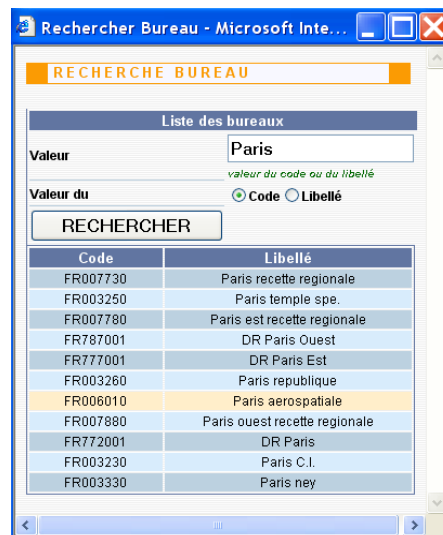 Rechercher Bureau - Microsoft Inte...
RECHERCHE BUREAU
Liste des bureaux
Valeur Paris
valeur du code ou du libellé
Valeur du Code Libellé
RECHERCHER
Code Libellé
FR007730 Paris recette regionale
FR003250 Paris temple spe.
FR007780 Paris est recette regionale
FR787001 DR Paris Ouest
FR777001 DR Paris Est
FR003260 Paris republique
FR006010 Paris aerospatiale
FR007880 Paris ouest recette regionale
FR772001 DR Paris
FR003230 Paris C.I.
FR003330 Paris ney